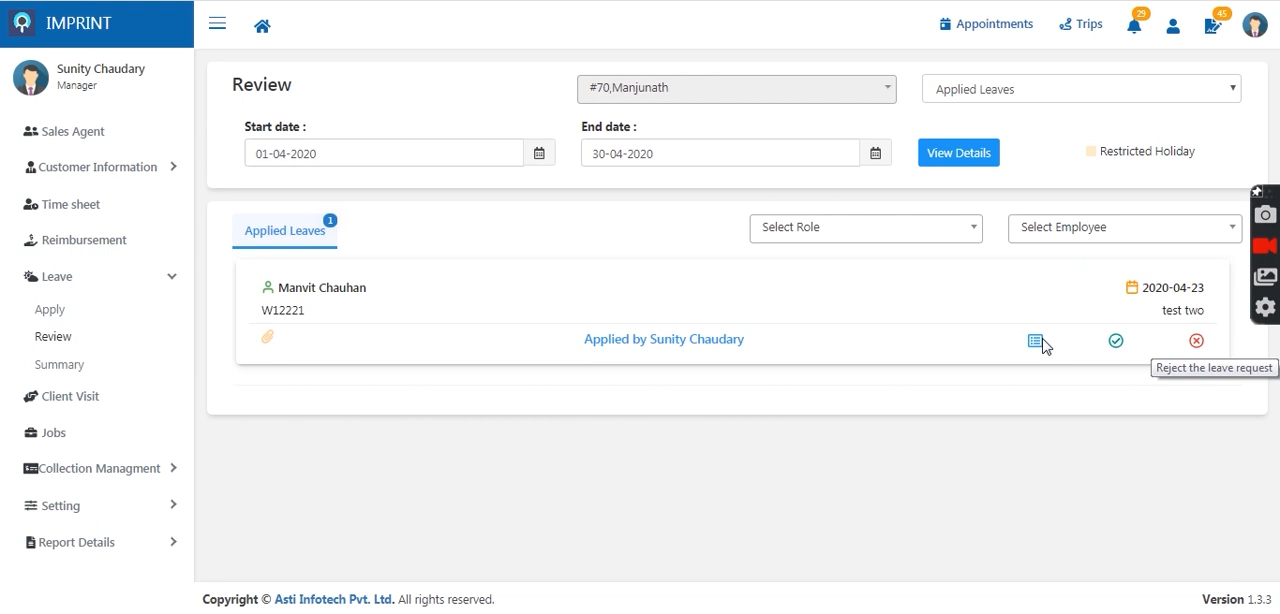 IMPRINT
Appointments
Trips
29
45
Sunity Chaudary
Manager
Sales Agent
Customer Information
Time sheet
Reimbursement
Leave
Apply
Review
Summary
Client Visit
Jobs
Collection Managment
Setting
Report Details
Review
#70,Manjunath
Applied Leaves
Start date :
End date :
01-04-2020
30-04-2020
View Details
Restricted Holiday
Applied Leaves
1
Select Role
Select Employee
Manvit Chauhan
2020-04-23
W12221
test two
Applied by Sunity Chaudary
Reject the leave request
Copyright © Asti Infotech Pvt. Ltd. All rights reserved.
Version 1.3.3